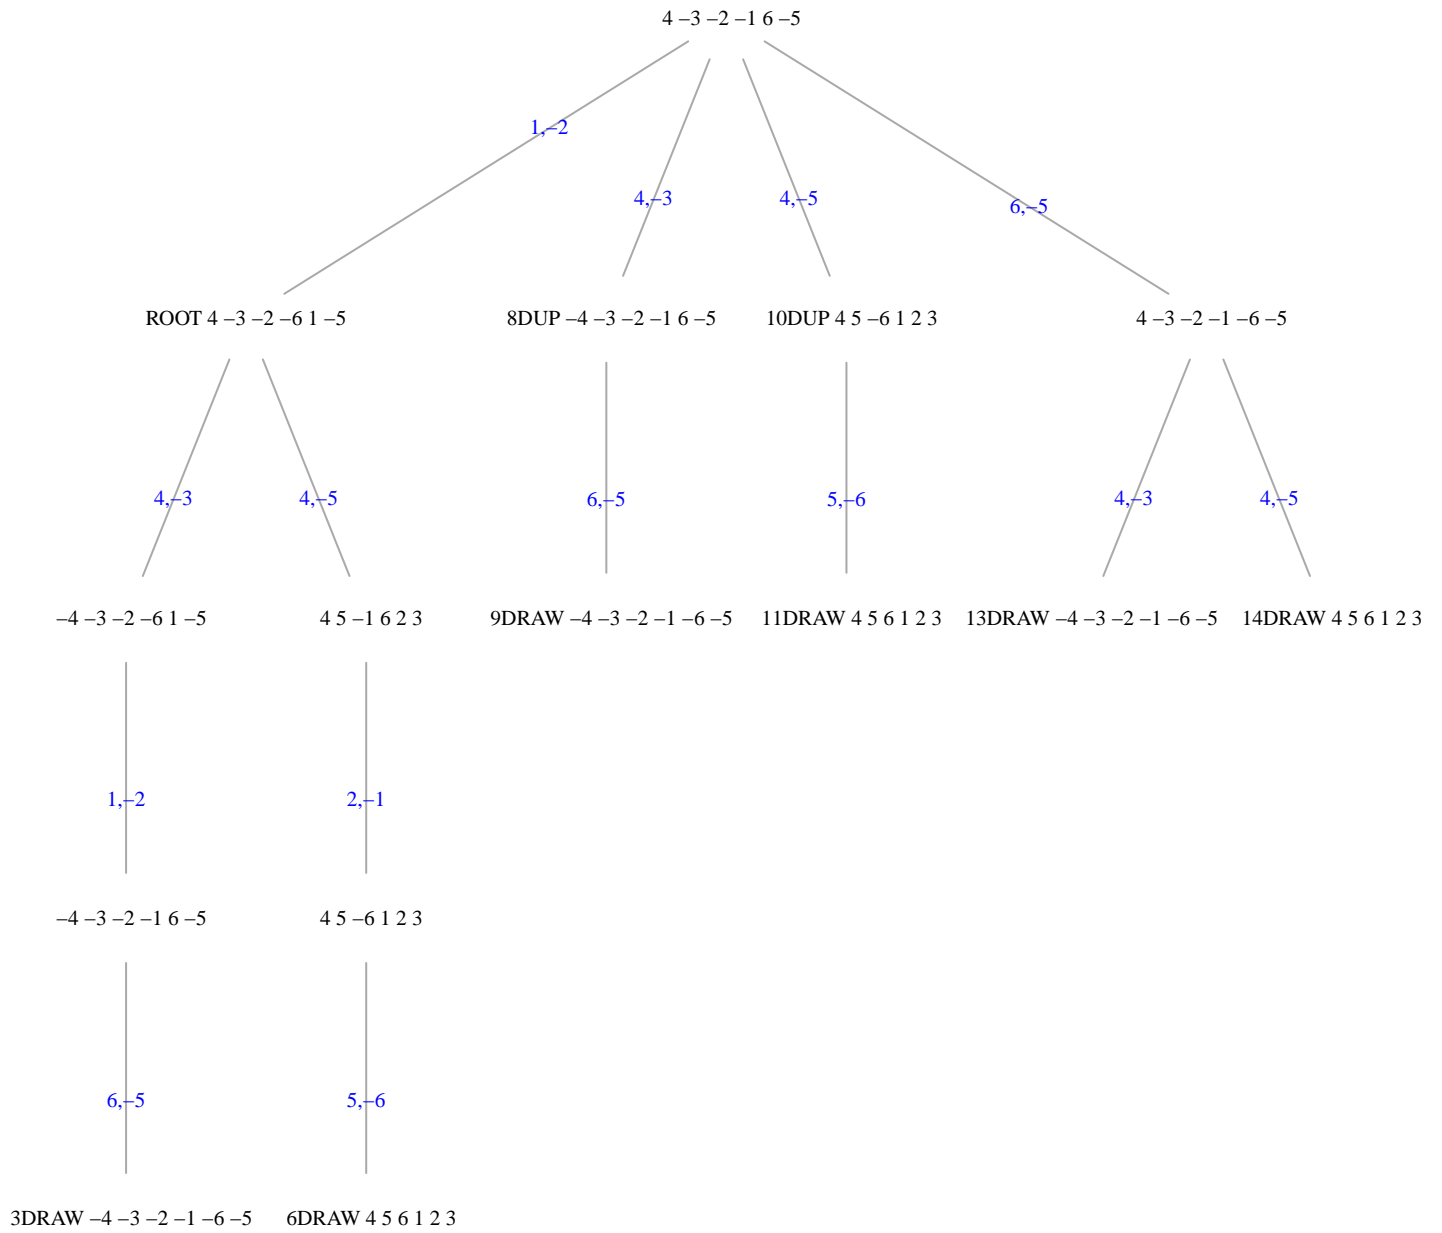 4 –3 –2 –1 6 –5
1,–2
4,–3
4,–5
6,–5
ROOT 4 –3 –2 –6 1 –5
8DUP –4 –3 –2 –1 6 –5
10DUP 4 5 –6 1 2 3
4 –3 –2 –1 –6 –5
4,–3
4,–5
6,–5
5,–6
4,–3
4,–5
–4 –3 –2 –6 1 –5
4 5 –1 6 2 3
9DRAW –4 –3 –2 –1 –6 –5
11DRAW 4 5 6 1 2 3
13DRAW –4 –3 –2 –1 –6 –5
14DRAW 4 5 6 1 2 3
1,–2
2,–1
–4 –3 –2 –1 6 –5
4 5 –6 1 2 3
6,–5
5,–6
3DRAW –4 –3 –2 –1 –6 –5
6DRAW 4 5 6 1 2 3